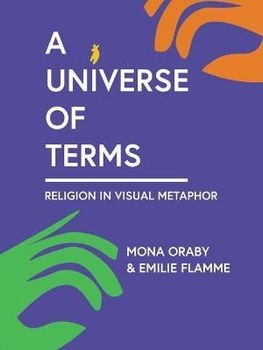 A
UNIVERSE
OF
TERMS
RELIGION IN VISUAL METAPHOR
MONA ORABY
& EMILIE FLAMME